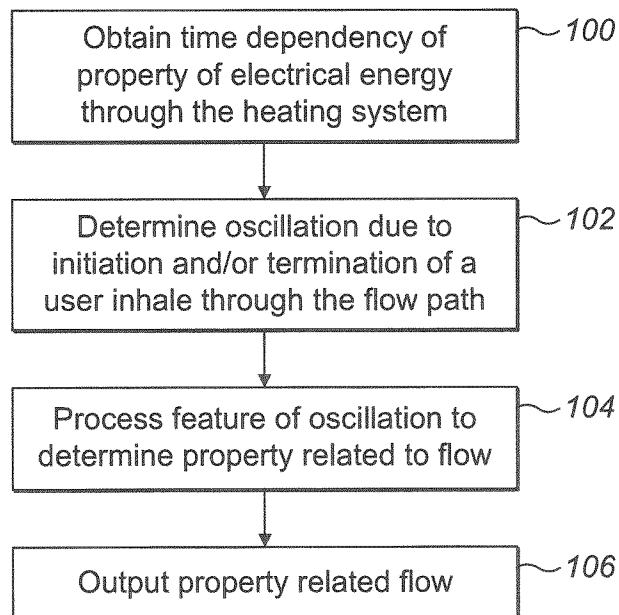 Obtain time dependency of
property of electrical energy
through the heating system
100
Determine oscillation due to
initiation and/or termination of a
user inhale through the flow path
102
Process feature of oscillation to
determine property related to flow
104
Output property related flow
106